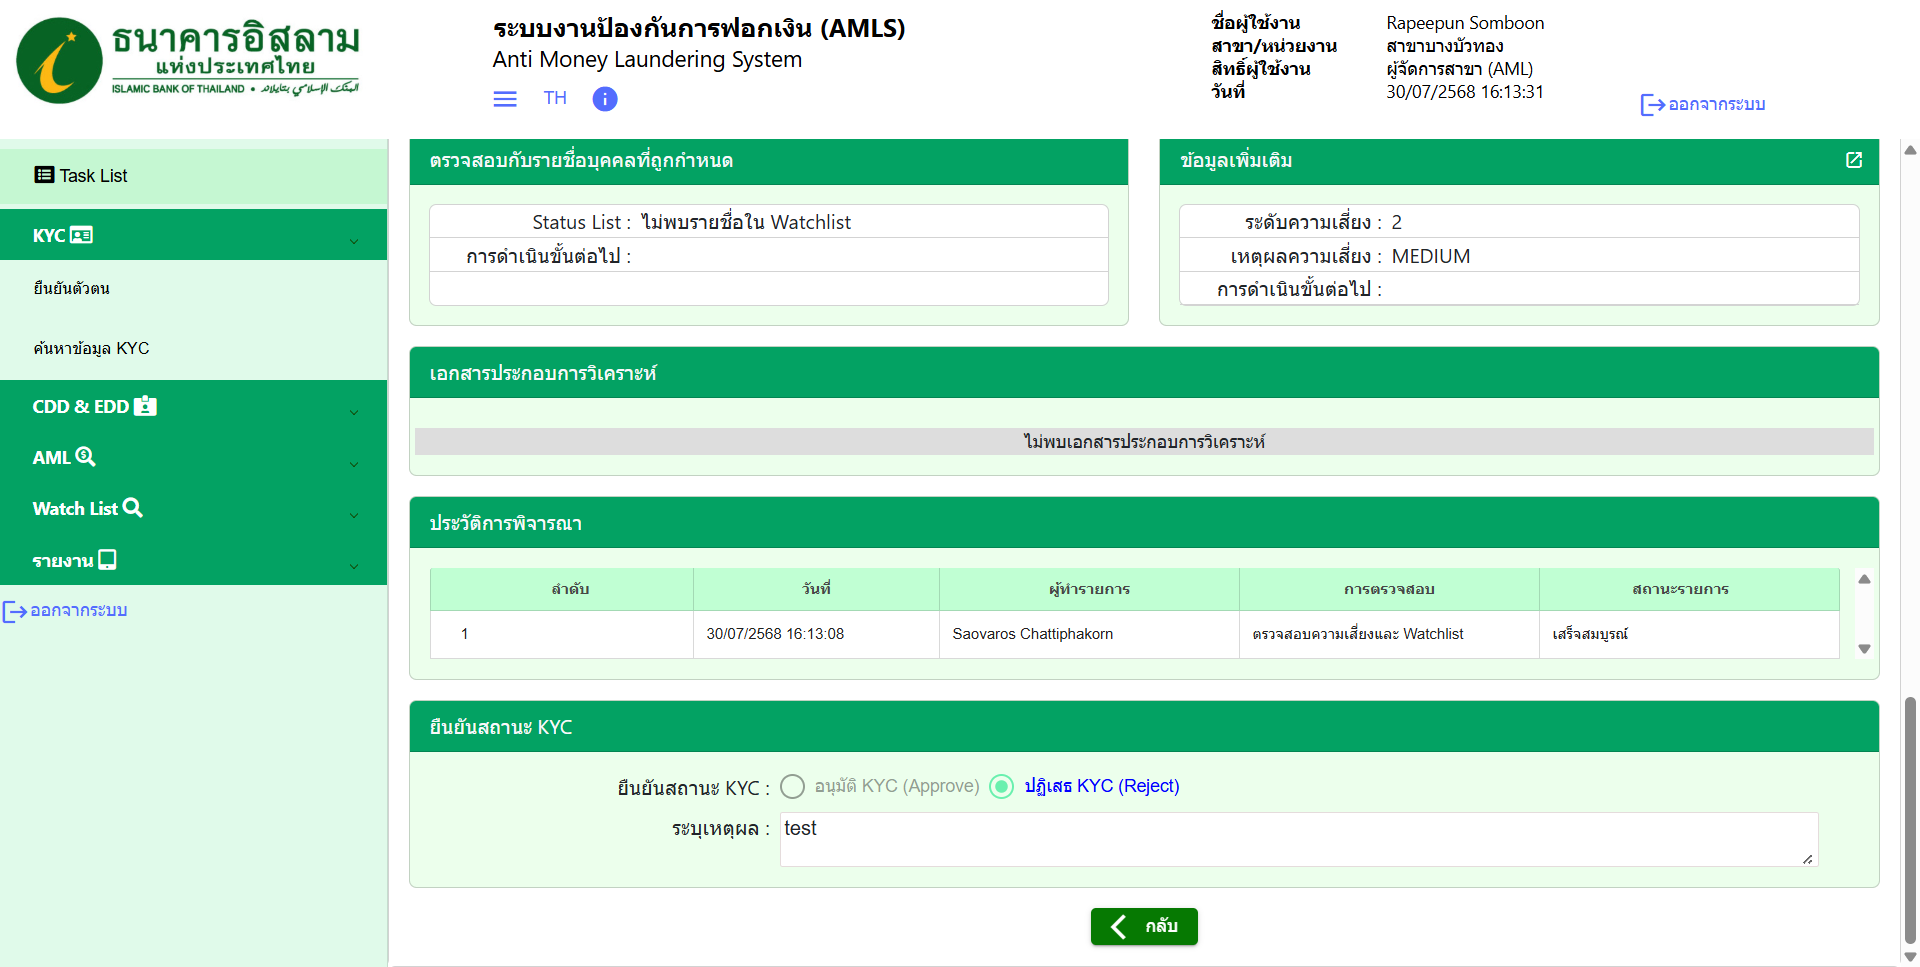 ธนาคารอิสลาม
แห่งประเทศไทย
ISLAMIC BANK OF THAILAND •
ระบบงานป้องกันการฟอกเงิน (AMLS)
Anti Money Laundering System
TH
ชื่อผู้ใช้งาน Rapeepun Somboon
สาขา/หน่วยงาน สาขาบางบัวทอง
สิทธิ์ผู้ใช้งาน ผู้จัดการสาขา (AML)
วันที่ 30/07/2568 16:13:31
ออกจากระบบ
Task List
KYC
ยืนยันตัวตน
ค้นหาข้อมูล KYC
CDD & EDD
AML
Watch List
รายงาน
ออกจากระบบ
ตรวจสอบกับรายชื่อบุคคลที่ถูกกำหนด
Status List : ไม่พบรายชื่อใน Watchlist
การดำเนินขั้นต่อไป :
ข้อมูลเพิ่มเติม
ระดับความเสี่ยง : 2
เหตุผลความเสี่ยง : MEDIUM
การดำเนินขั้นต่อไป :
เอกสารประกอบการวิเคราะห์
ไม่พบเอกสารประกอบการวิเคราะห์
ประวัติการพิจารณา
ลำดับ วันที่ ผู้ทำรายการ การตรวจสอบ สถานะรายการ
1 30/07/2568 16:13:08 Saovaros Chattiphakorn ตรวจสอบความเสี่ยงและ Watchlist เสร็จสมบูรณ์
ยืนยันสถานะ KYC
ยืนยันสถานะ KYC : อนุมัติ KYC (Approve) ปฏิเสธ KYC (Reject)
ระบุเหตุผล : test
กลับ